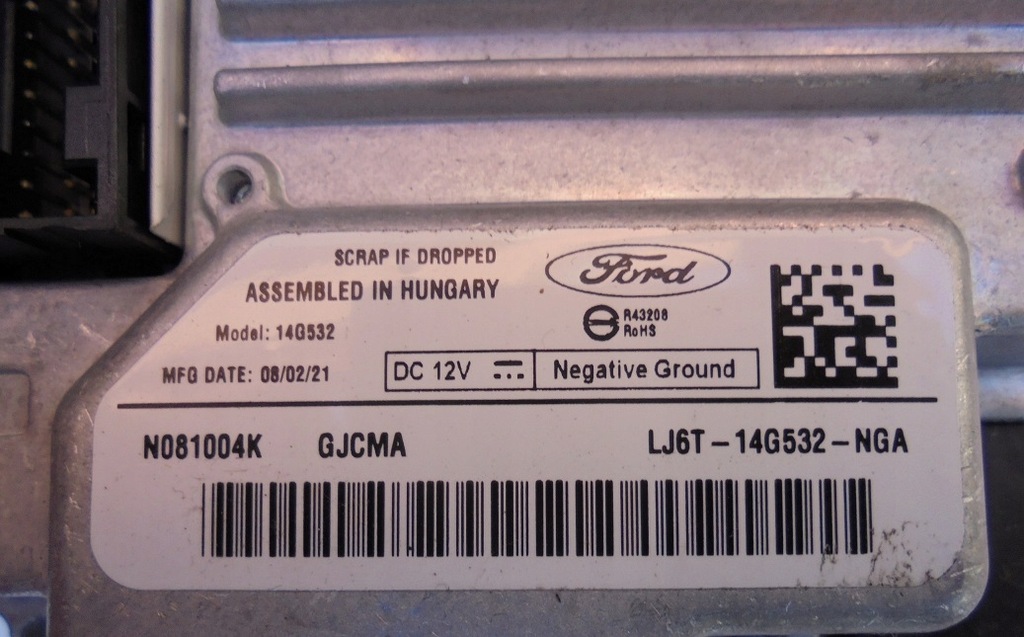 SCRAP IF DROPPED
ASSEMBLED IN HUNGARY
Ford
R43208
RoHS
Model: 14G532
MFG DATE: 08/02/21
DC 12V
Negative Ground
N081004K GJCMA LJ6T-14G532-NGA